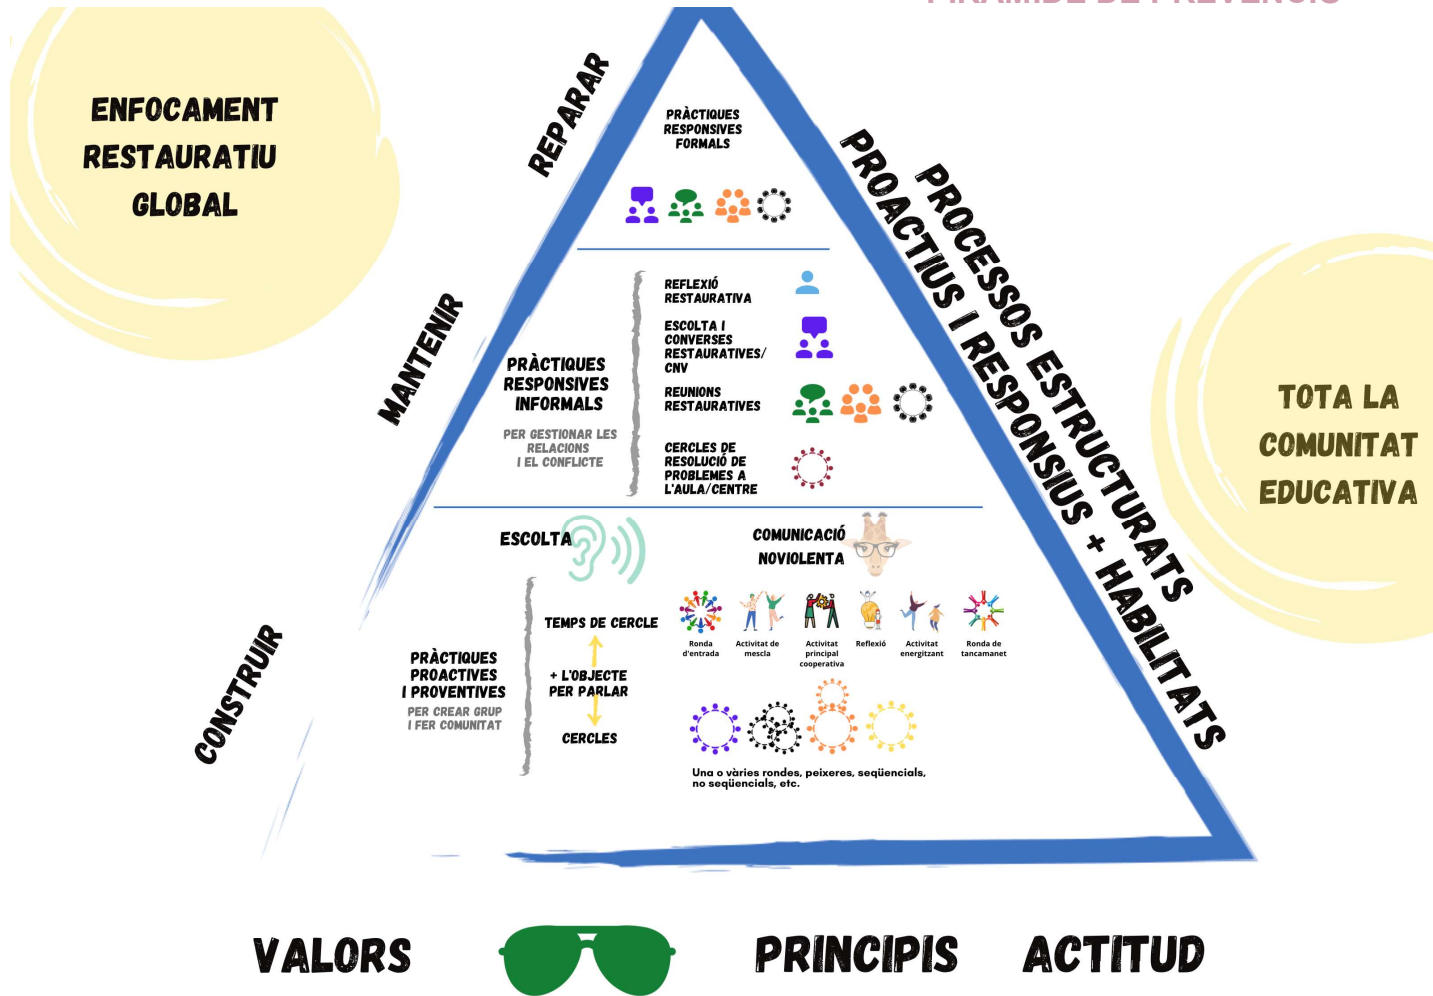 PIRÀMIDE DE PREVENCIÓ
ENFOCAMENT
RESTAURATIU
GLOBAL
REPARAR
MANTENIR
CONSTRUIR
PRÀCTIQUES
RESPONSIVES
FORMALS
PROCESSOS ESTRUCTURATS
PROACTIUS I RESPONSIUS + HABILITATS
TOTA LA
COMUNITAT
EDUCATIVA
PRÀCTIQUES
RESPONSIVES
INFORMALS
PER GESTIONAR LES
RELACIONS
I EL CONFLICTE
REFLEXIÓ
RESTAURATIVA
ESCOLTA I
CONVERSES
RESTAURATIVES/
CNV
REUNIONS
RESTAURATIVES
CERCLES DE
RESOLUCIÓ DE
PROBLEMES A
L'AULA/CENTRE
ESCOLTA
COMUNICACIÓ
NOVIOLENTA
PRÀCTIQUES
PROACTIVES
I PROVENTIVES
PER CREAR GRUP
I FER COMUNITAT
TEMPS DE CERCLE
+ L'OBJECTE
PER PARLAR
CERCLES
Ronda
d'entrada
Activitat de
mescla
Activitat
principal
cooperativa
Reflexió
Activitat
energitzant
Ronda de
tancamanet
Una o vàries rondes, peixeres, seqüencials,
no seqüencials, etc.
VALORS
PRINCIPIS
ACTITUD